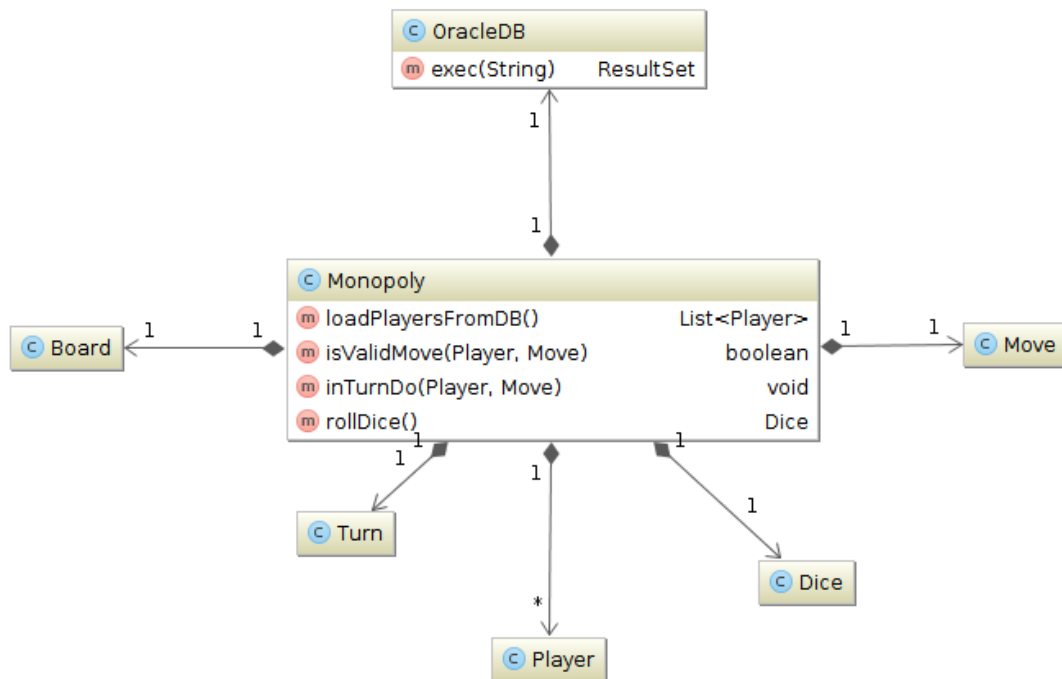 C OracleDB
m exec(String) ResultSet
1
1
C Monopoly
m loadPlayersFromDB() List<Player>
m isValidMove(Player, Move) boolean
m inTurnDo(Player, Move) void
m rollDice() Dice
1 1
C Board
1 1
C Move
1
1
C Turn
1
*
C Player
1
1
C Dice